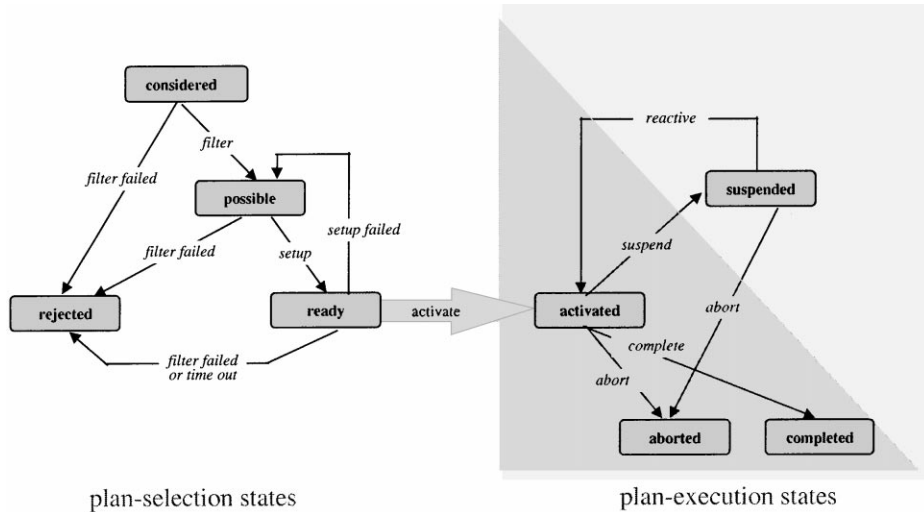 considered
reactive
filter
filter failed
possible
suspended
setup failed
filter failed
setup
suspend
rejected
ready
activate
activated
abort
complete
filter failed
or time out
abort
aborted
completed
plan-selection states
plan-execution states